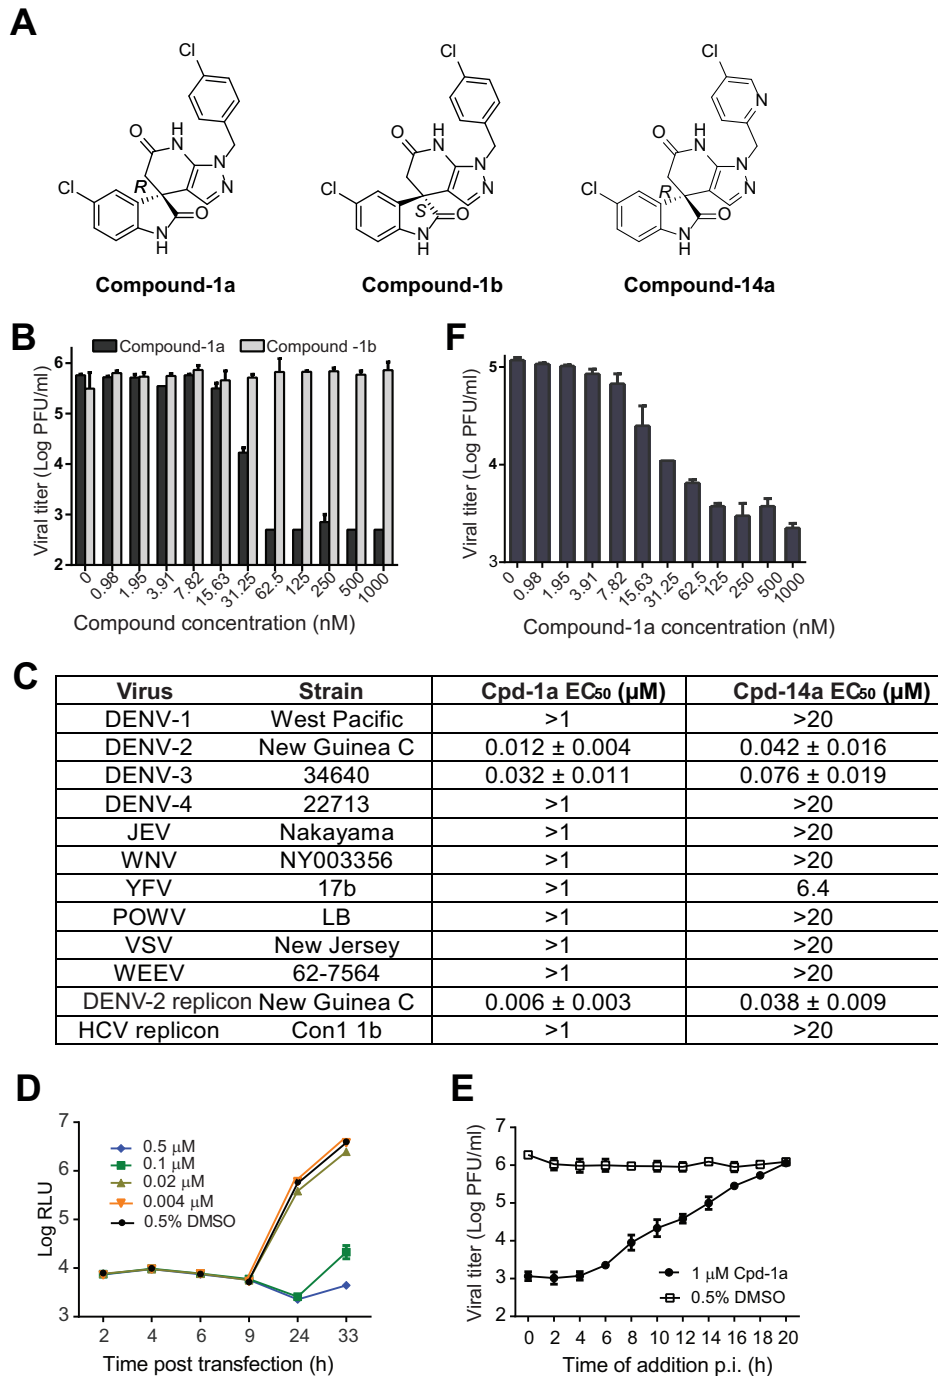 A
Cl
Cl
Cl
H
N
O
N
N
Cl
R
O
N
H
Compound-1a
H
N
O
N
N
Cl
S
O
N
H
Compound-1b
N
H
N
O
N
N
Cl
R
O
N
H
Compound-14a
B
Compound-1a
Compound -1b
Viral titer (Log PFU/ml)
6
5
4
3
2
0
0.98
1.95
3.91
7.82
15.63
31.25
62.5
125
250
500
1000
Compound concentration (nM)
F
Viral titer (Log PFU/ml)
5
4
3
0
0.98
1.95
3.91
7.82
15.63
31.25
62.5
125
250
500
1000
Compound-1a concentration (nM)
C
Virus Strain Cpd-1a EC50 (µM) Cpd-14a EC50 (µM)
DENV-1 West Pacific >1 >20
DENV-2 New Guinea C 0.012 ± 0.004 0.042 ± 0.016
DENV-3 34640 0.032 ± 0.011 0.076 ± 0.019
DENV-4 22713 >1 >20
JEV Nakayama >1 >20
WNV NY003356 >1 >20
YFV 17b >1 6.4
POWV LB >1 >20
VSV New Jersey >1 >20
WEEV 62-7564 >1 >20
DENV-2 replicon New Guinea C 0.006 ± 0.003 0.038 ± 0.009
HCV replicon Con1 1b >1 >20
D
Log RLU
7
6
5
4
3
0.5 µM
0.1 µM
0.02 µM
0.004 µM
0.5% DMSO
2 4 6 9 24 33
Time post transfection (h)
E
Viral titer (Log PFU/ml)
7
6
5
4
3
2
1 µM Cpd-1a
0.5% DMSO
0 2 4 6 8 10 12 14 16 18 20
Time of addition p.i. (h)